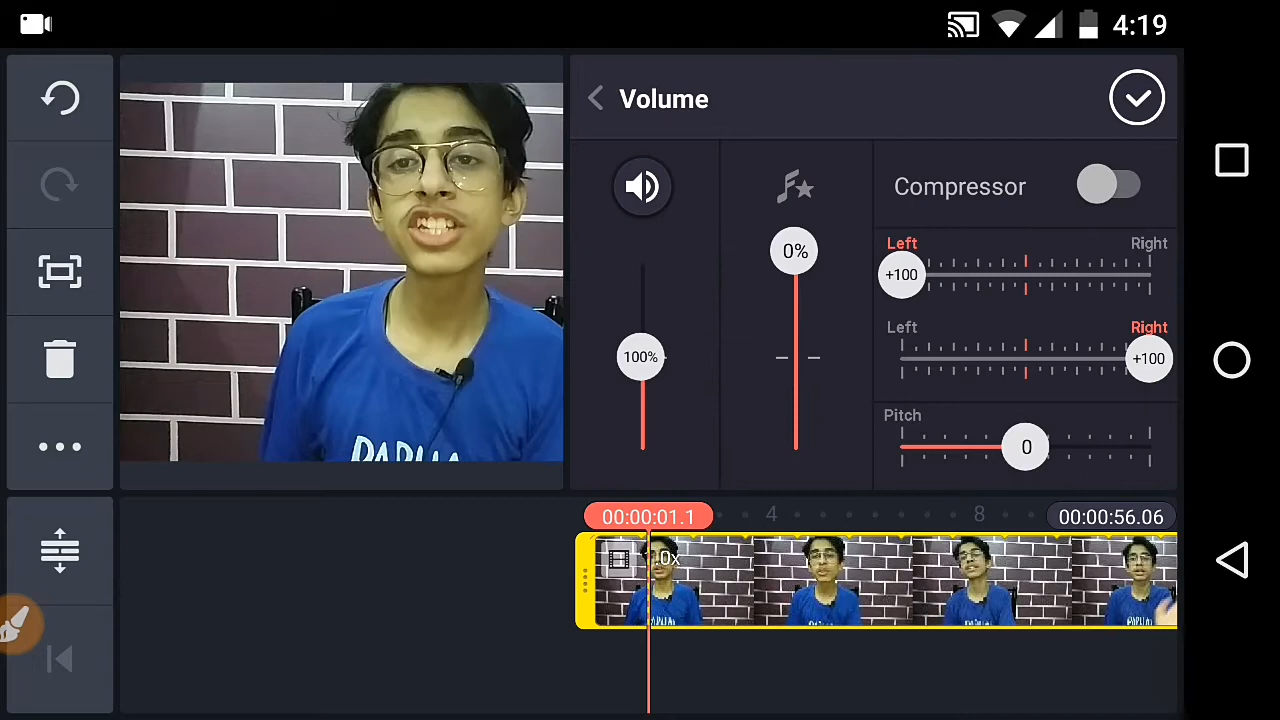 4:19
Volume
0%
Compressor
Left Right
+100
100%
Left Right
+100
Pitch
0
00:00:01.1 4 8 00:00:56.06
.0x